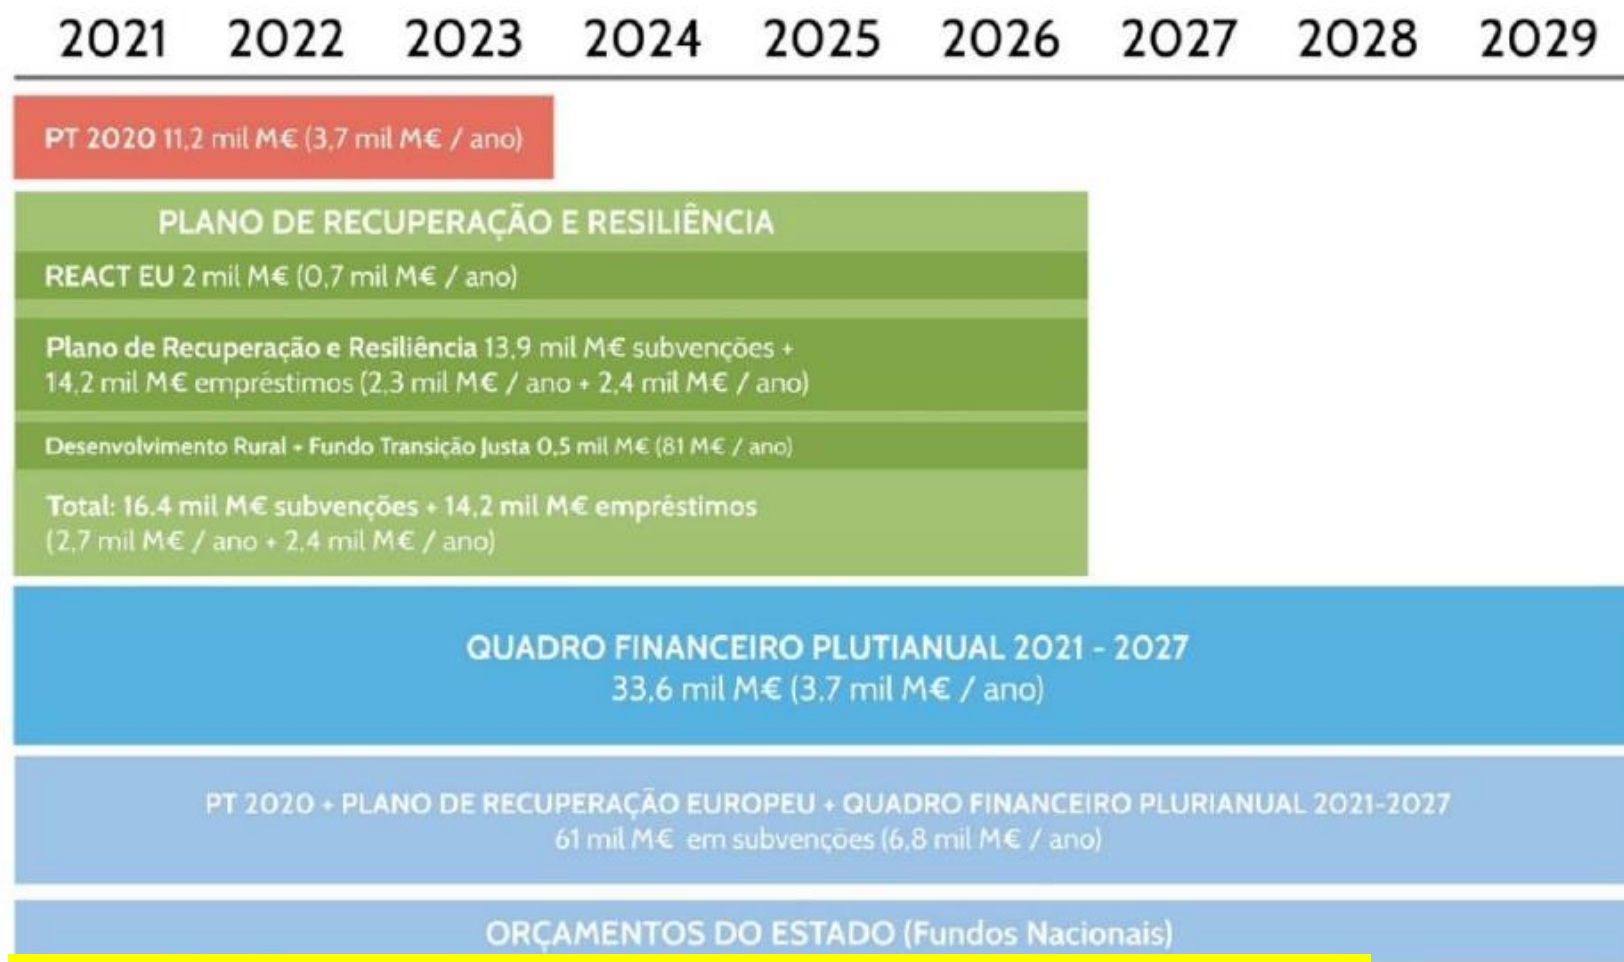 2021 2022 2023 2024 2025 2026 2027 2028 2029
PT 2020 11,2 mil M€ (3,7 mil M€ / ano)
PLANO DE RECUPERAÇÃO E RESILIÊNCIA
REACT EU 2 mil M€ (0,7 mil M€ / ano)
Plano de Recuperação e Resiliência 13,9 mil M€ subvenções +
14,2 mil M€ empréstimos (2,3 mil M€ / ano + 2,4 mil M€ / ano)
Desenvolvimento Rural + Fundo Transição Justa 0,5 mil M€ (81 M€ / ano)
Total: 16.4 mil M€ subvenções + 14,2 mil M€ empréstimos
(2,7 mil M€ / ano + 2,4 mil M€ / ano)
QUADRO FINANCEIRO PLUTIANUAL 2021 - 2027
33,6 mil M€ (3,7 mil M€ / ano)
PT 2020 + PLANO DE RECUPERAÇÃO EUROPEU + QUADRO FINANCEIRO PLURIANUAL 2021-2027
61 mil M€ em subvenções (6,8 mil M€ / ano)
ORÇAMENTOS DO ESTADO (Fundos Nacionais)